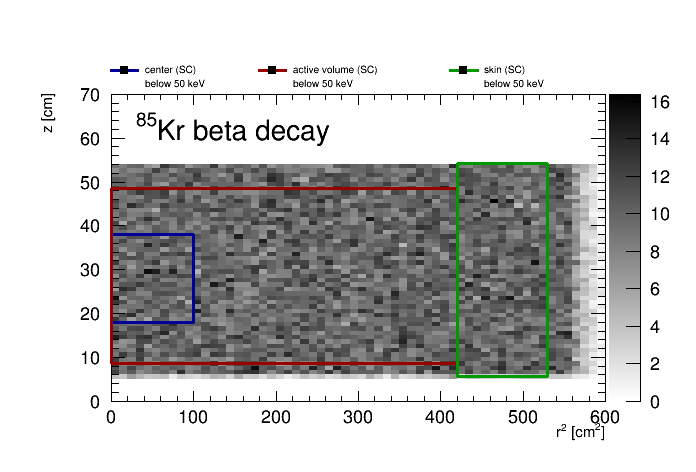 center (SC) active volume (SC) skin (SC)
below 50 keV below 50 keV below 50 keV
z [cm]
70
60
50
40
30
20
10
0
⁸⁵Kr beta decay
16
14
12
10
8
6
4
2
0
0 100 200 300 400 500 600
r² [cm²]